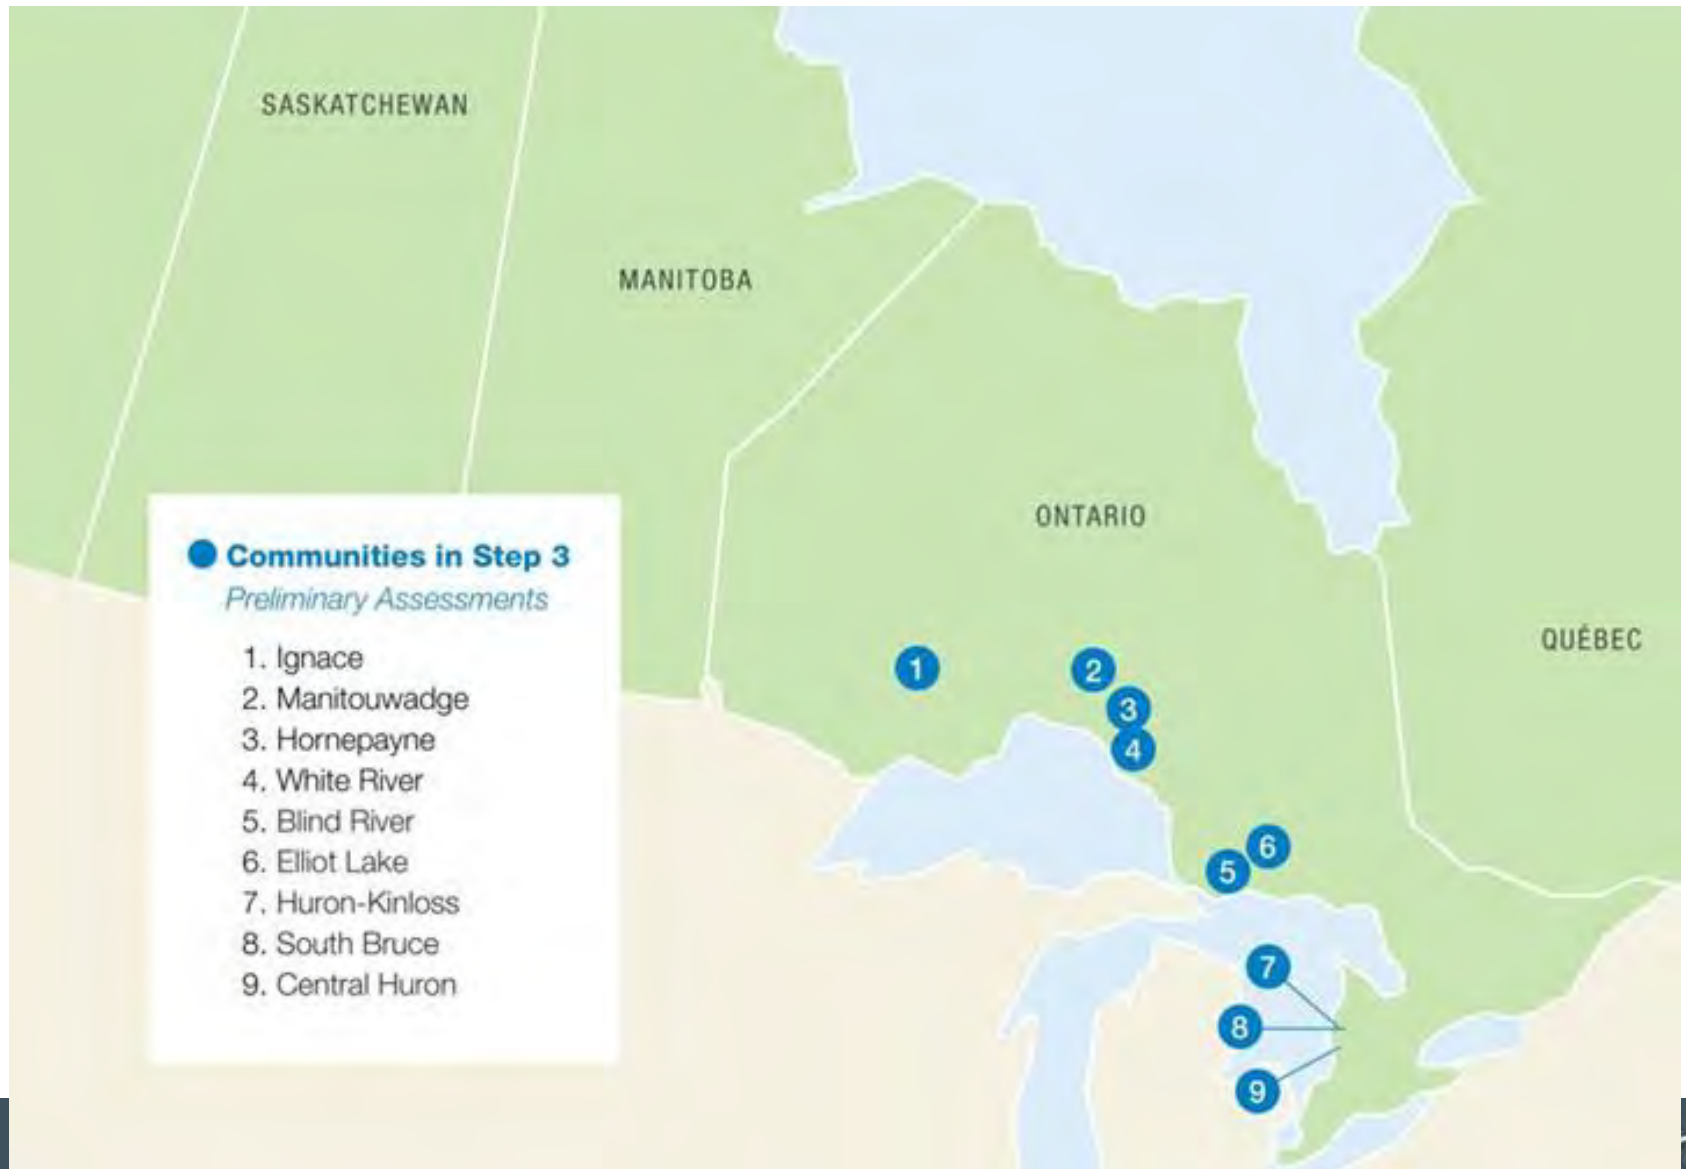 SASKATCHEWAN
MANITOBA
ONTARIO
QUÉBEC
Communities in Step 3
Preliminary Assessments
1. Ignace
2. Manitouwadge
3. Hornepayne
4. White River
5. Blind River
6. Elliot Lake
7. Huron-Kinloss
8. South Bruce
9. Central Huron
1
2
3
4
6
5
7
8
9